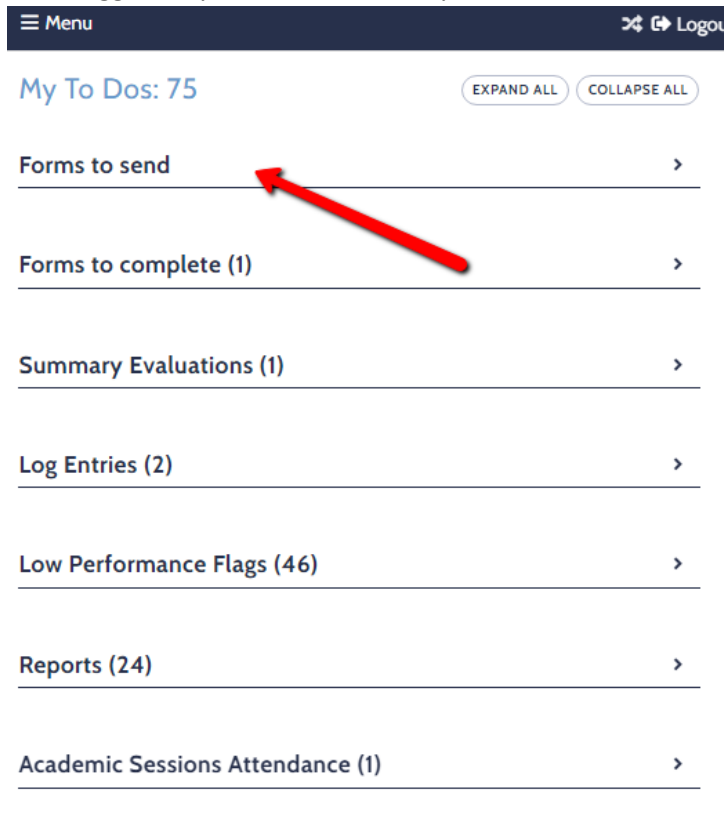 Menu Logou
My To Dos: 75 EXPAND ALL COLLAPSE ALL
Forms to send
Forms to complete (1)
Summary Evaluations (1)
Log Entries (2)
Low Performance Flags (46)
Reports (24)
Academic Sessions Attendance (1)